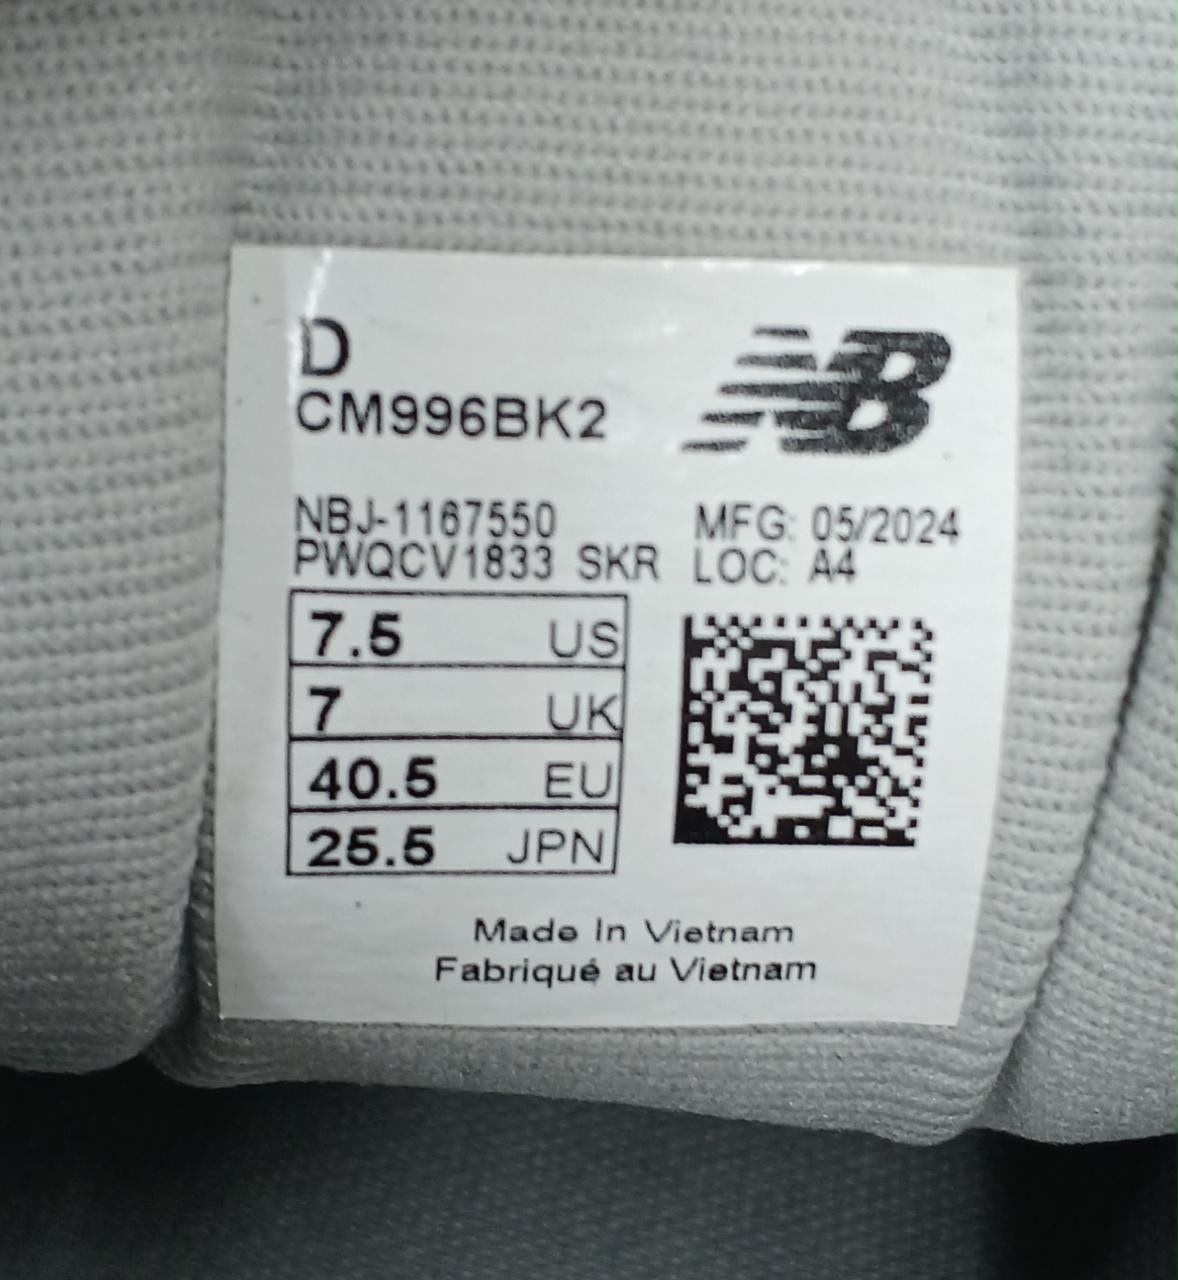 D
CM996BK2
NB
NBJ-1167550 MFG: 05/2024
PWQCV1833 SKR LOC: A4
7.5 US
7 UK
40.5 EU
25.5 JPN
Made In Vietnam
Fabriqué au Vietnam